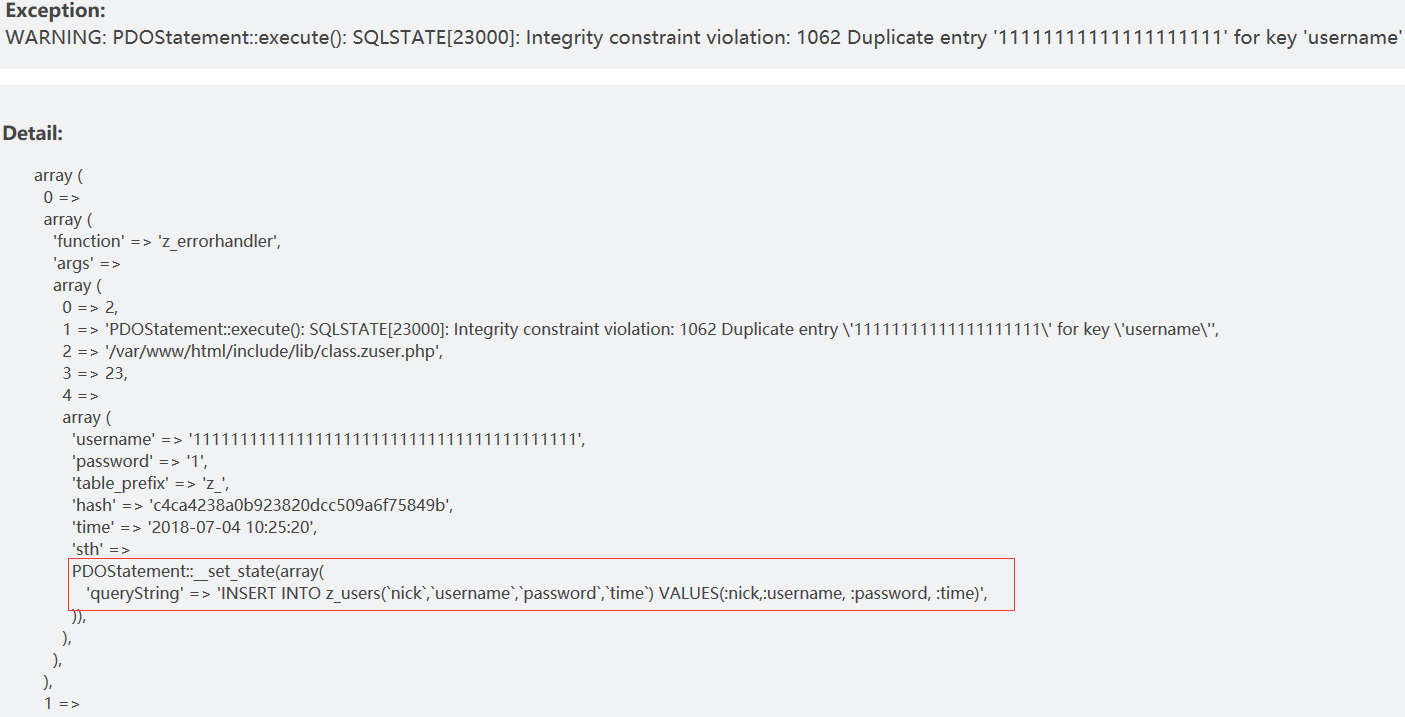 Exception:
WARNING: PDOStatement::execute(): SQLSTATE[23000]: Integrity constraint violation: 1062 Duplicate entry '11111111111111111111' for key 'username'
Detail:
array (
0 =>
array (
'function' => 'z_errorhandler',
'args' =>
array (
0 => 2,
1 => 'PDOStatement::execute(): SQLSTATE[23000]: Integrity constraint violation: 1062 Duplicate entry \'11111111111111111111\' for key \'username\'',
2 => '/var/www/html/include/lib/class.zuser.php',
3 => 23,
4 =>
array (
'username' => '11111111111111111111111111111111111111111',
'password' => '1',
'table_prefix' => 'z_',
'hash' => 'c4ca4238a0b923820dcc509a6f75849b',
'time' => '2018-07-04 10:25:20',
'sth' =>
PDOStatement::__set_state(array(
'queryString' => 'INSERT INTO z_users(`nick`,`username`,`password`,`time`) VALUES(:nick,:username, :password, :time)',
)),
),
),
),
1 =>